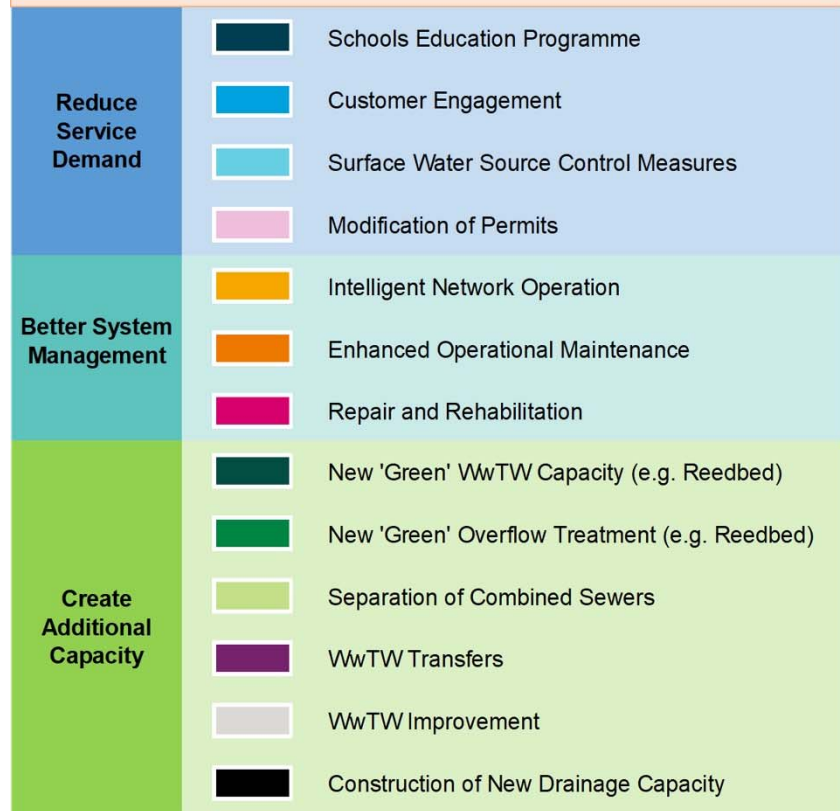 Reduce
Service
Demand
Schools Education Programme
Customer Engagement
Surface Water Source Control Measures
Modification of Permits
Better System
Management
Intelligent Network Operation
Enhanced Operational Maintenance
Repair and Rehabilitation
Create
Additional
Capacity
New 'Green' WwTW Capacity (e.g. Reedbed)
New 'Green' Overflow Treatment (e.g. Reedbed)
Separation of Combined Sewers
WwTW Transfers
WwTW Improvement
Construction of New Drainage Capacity